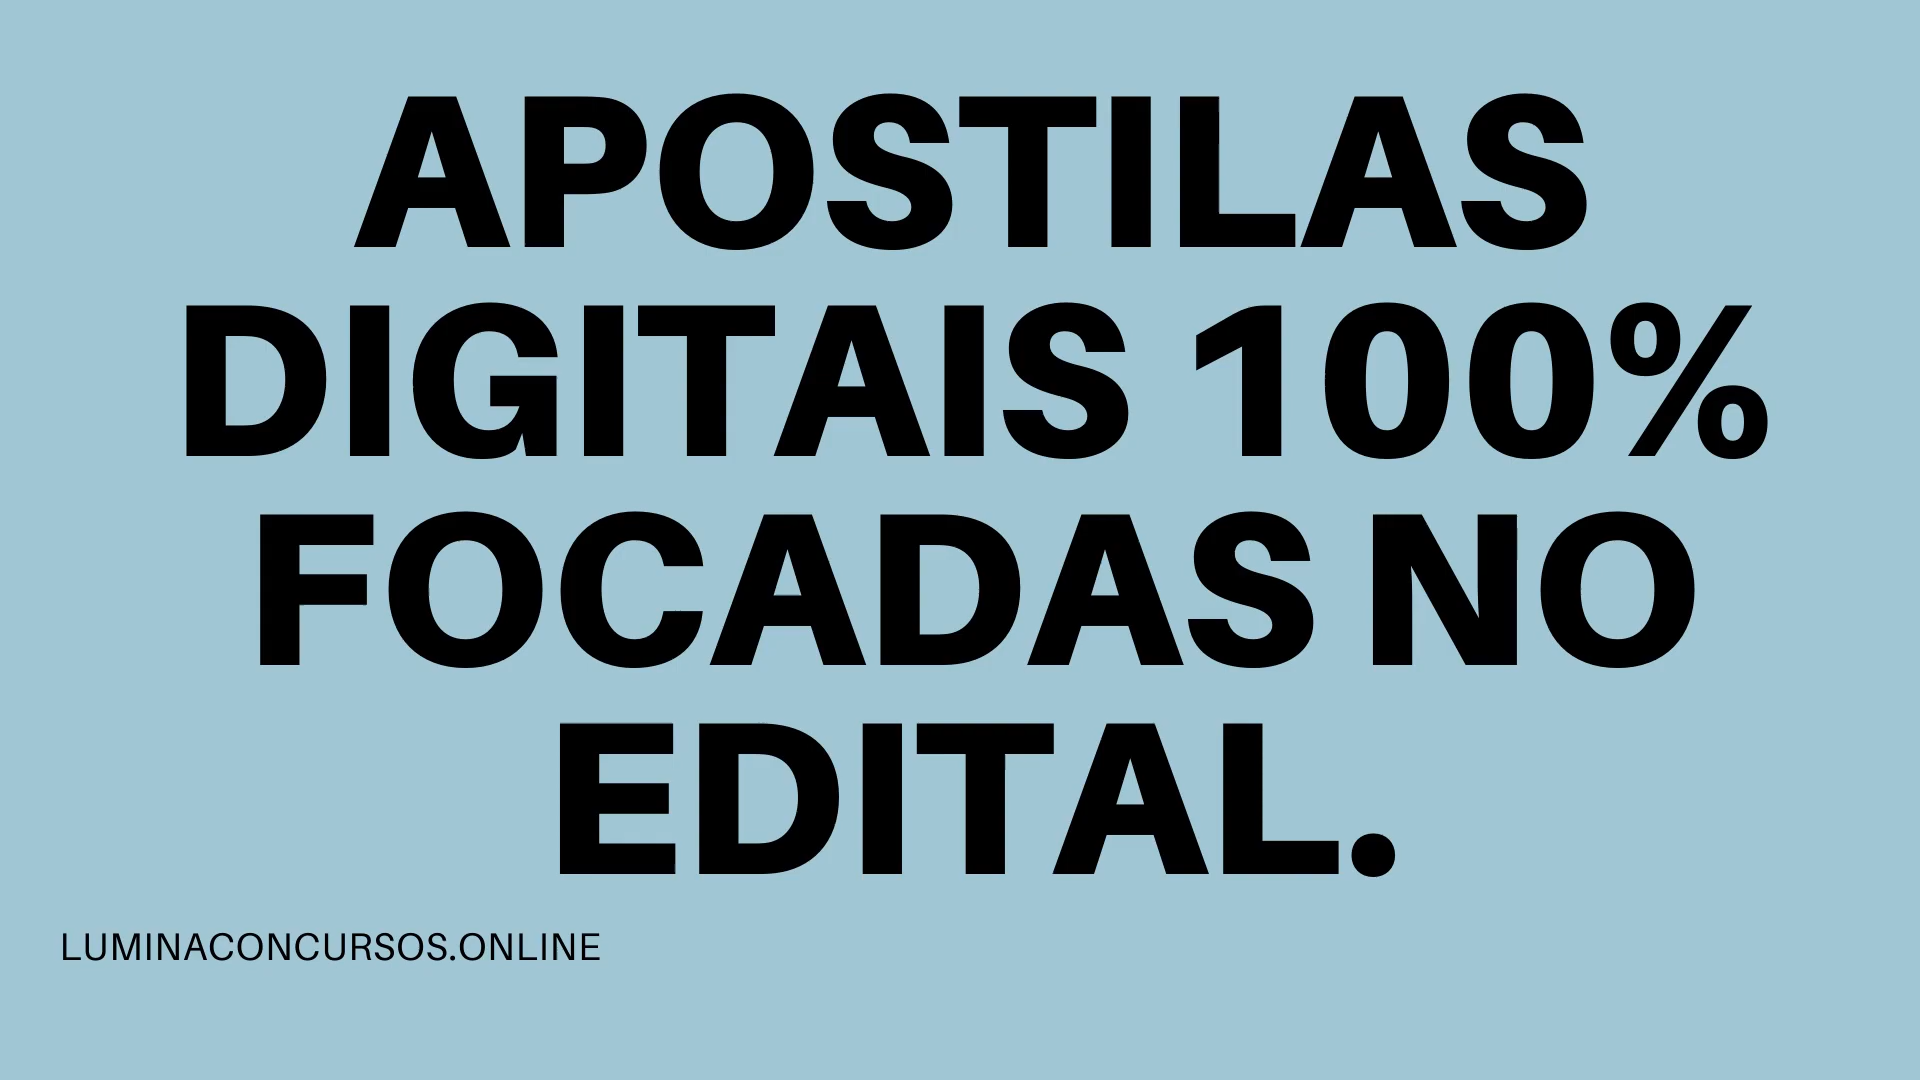 APOSTILAS
DIGITAIS 100%
FOCADAS NO
EDITAL.
LUMINACONCURSOS.ONLINE